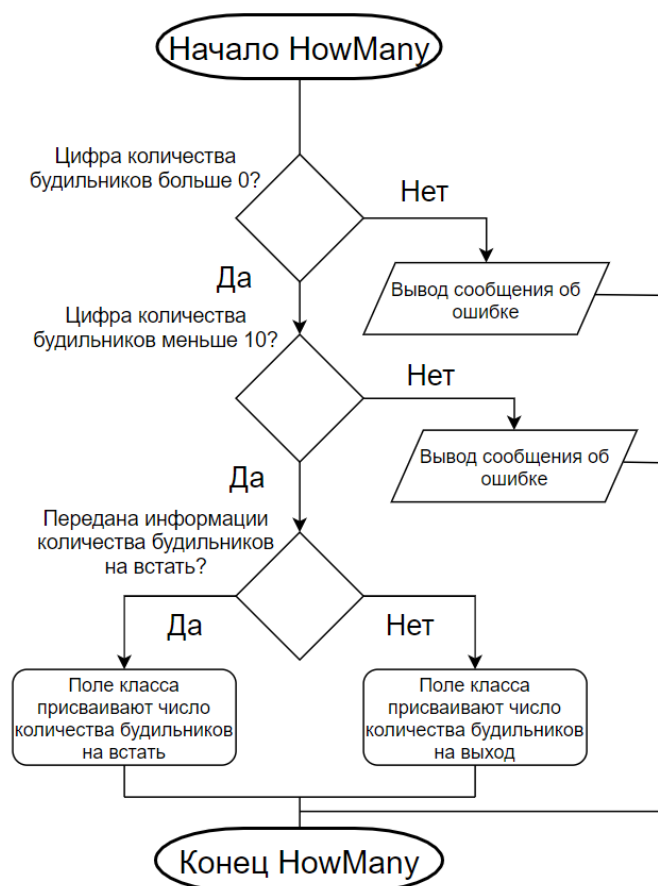 Начало HowMany
Цифра количества
будильников больше 0?
Нет
Да
Вывод сообщения об
ошибке
Цифра количества
будильников меньше 10?
Нет
Да
Вывод сообщения об
ошибке
Передана информации
количества будильников
на встать?
Да
Нет
Поле класса
присваивают число
количества будильников
на встать
Поле класса
присваивают число
количества будильников
на выход
Конец HowMany